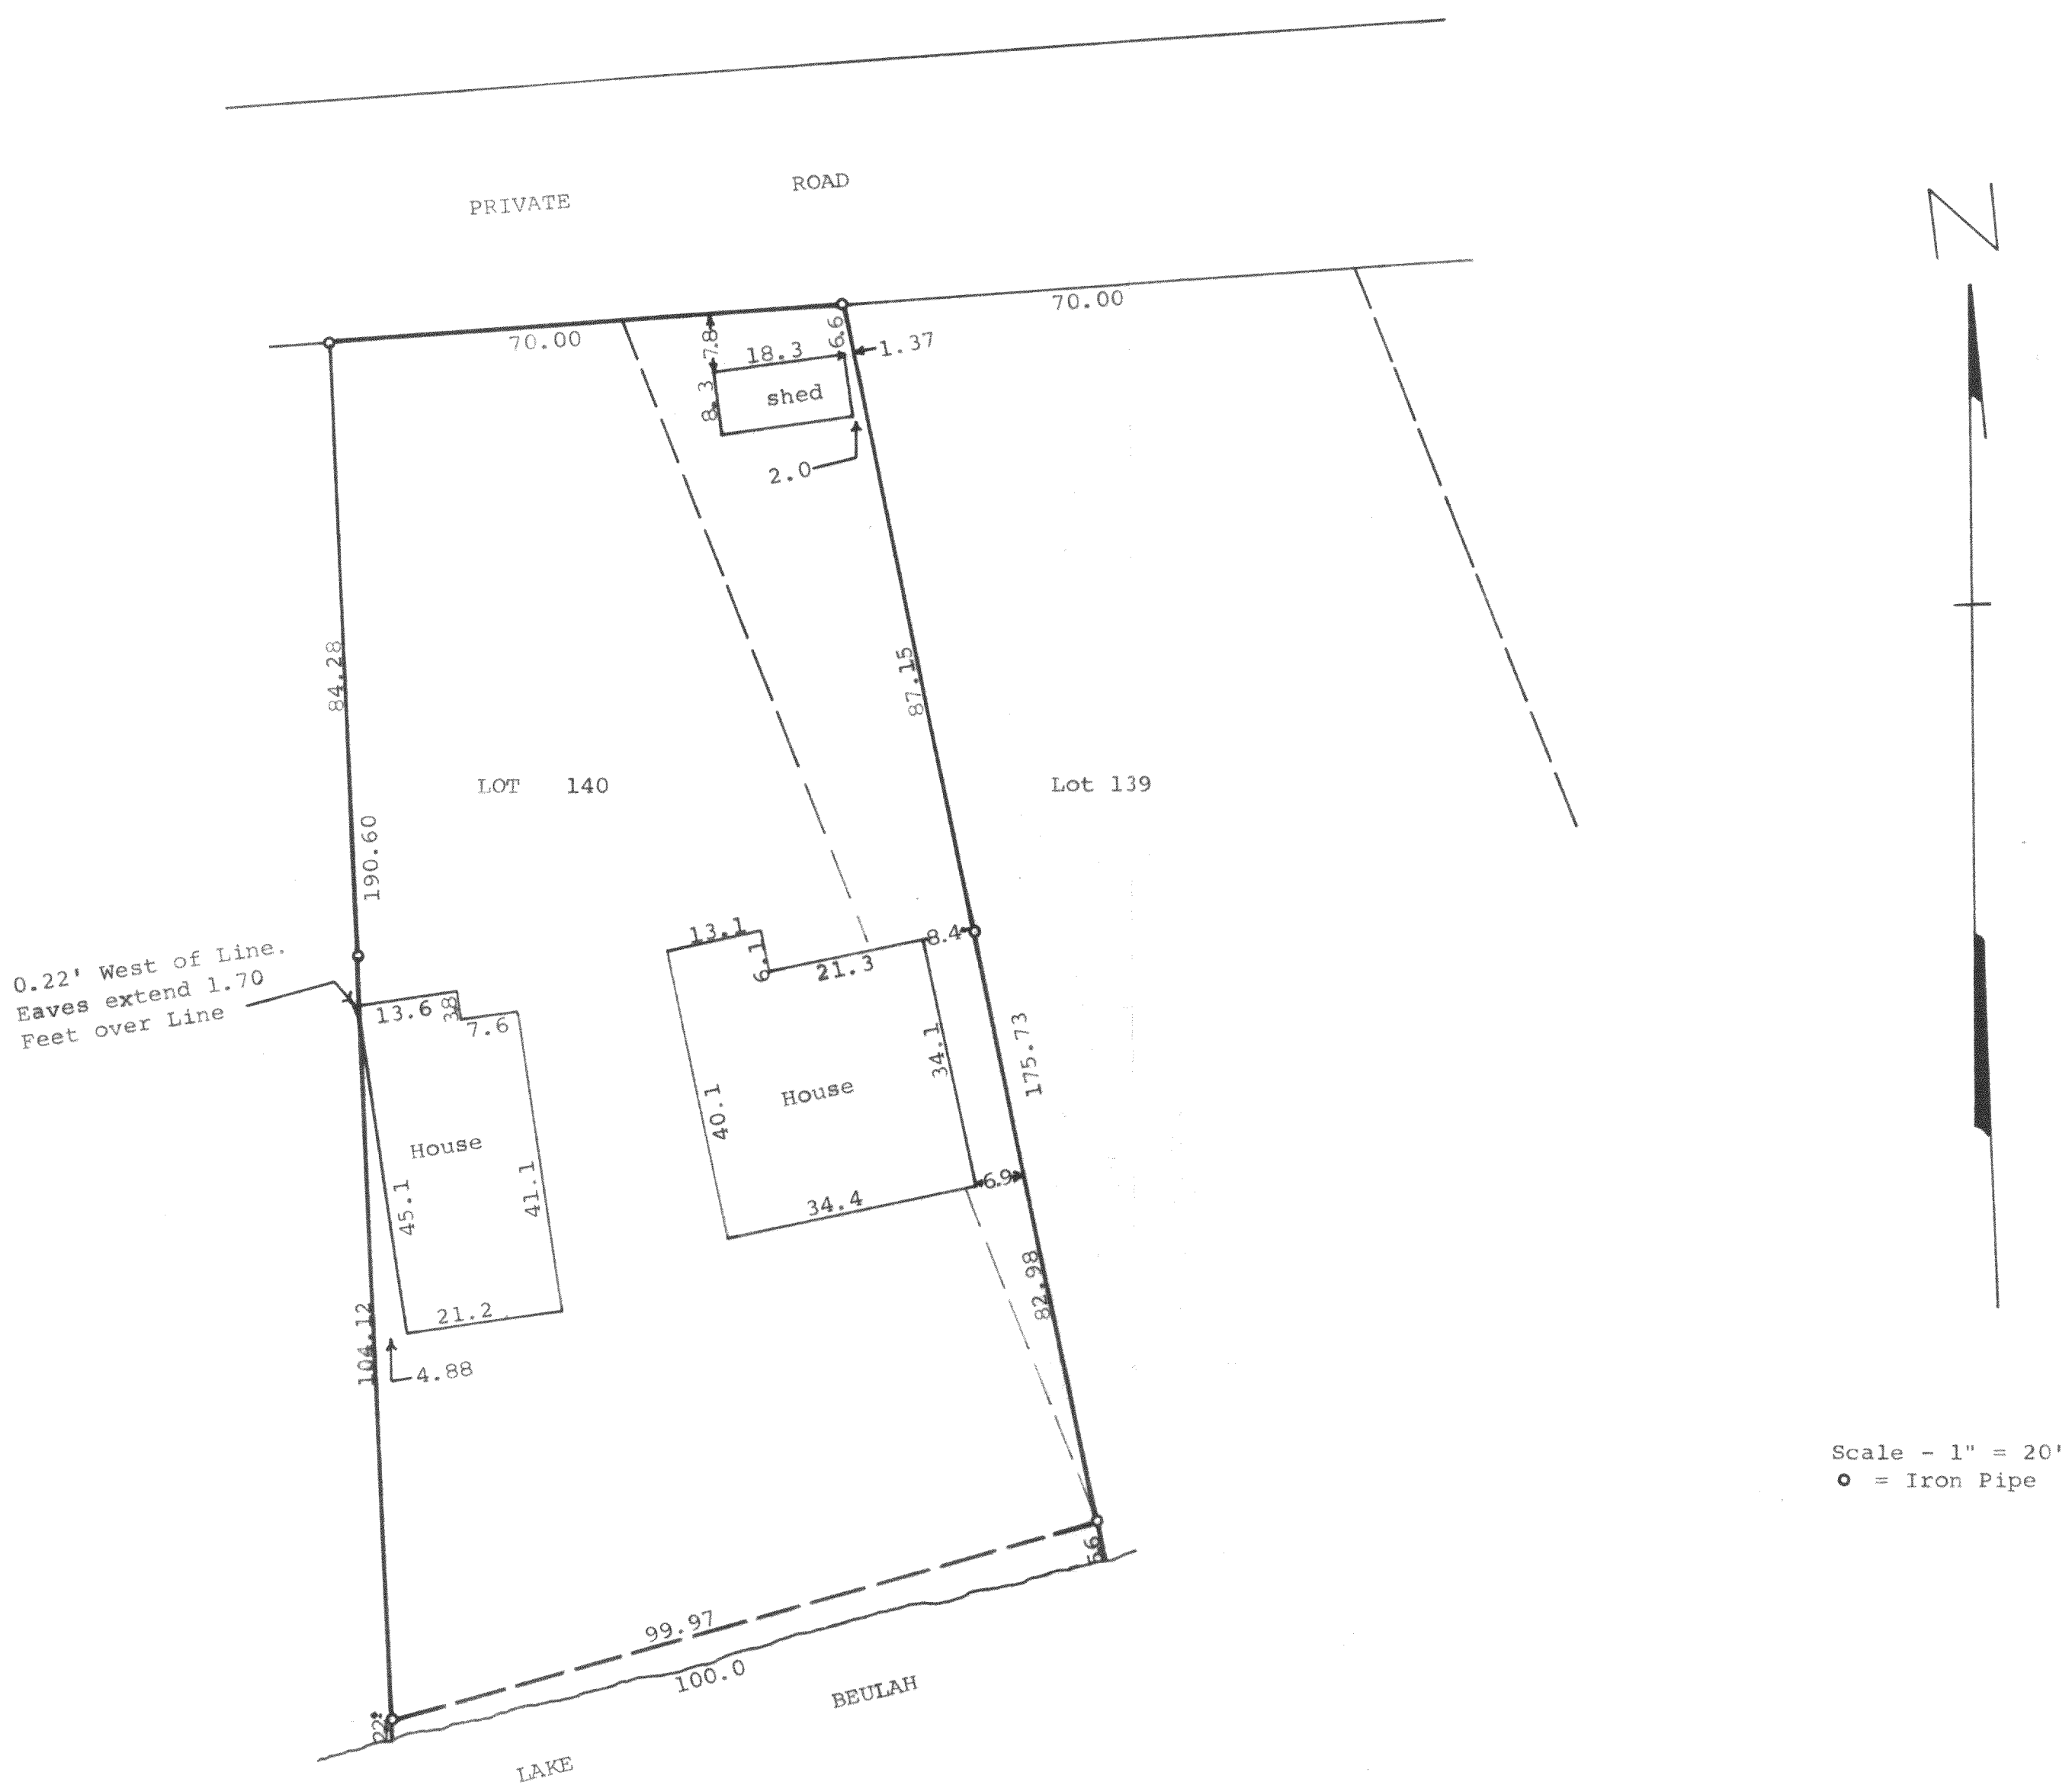 PRIVATE ROAD
N
70.00
70.00
7.8
18.3
6.6
1.37
8.3
shed
2.0
84.28
87.15
LOT 140
Lot 139
190.60
0.22' West of Line.
Eaves extend 1.70
Feet over Line
13.1
6.1
21.3
8.4
13.6
3.8
7.6
34.1
175.73
House
40.1
House
45.1
41.1
6.9
34.4
82.98
21.2
104.12
4.88
Scale - 1" = 20'
= Iron Pipe
5.6
99.97
100.0
22'
LAKE BEULAH